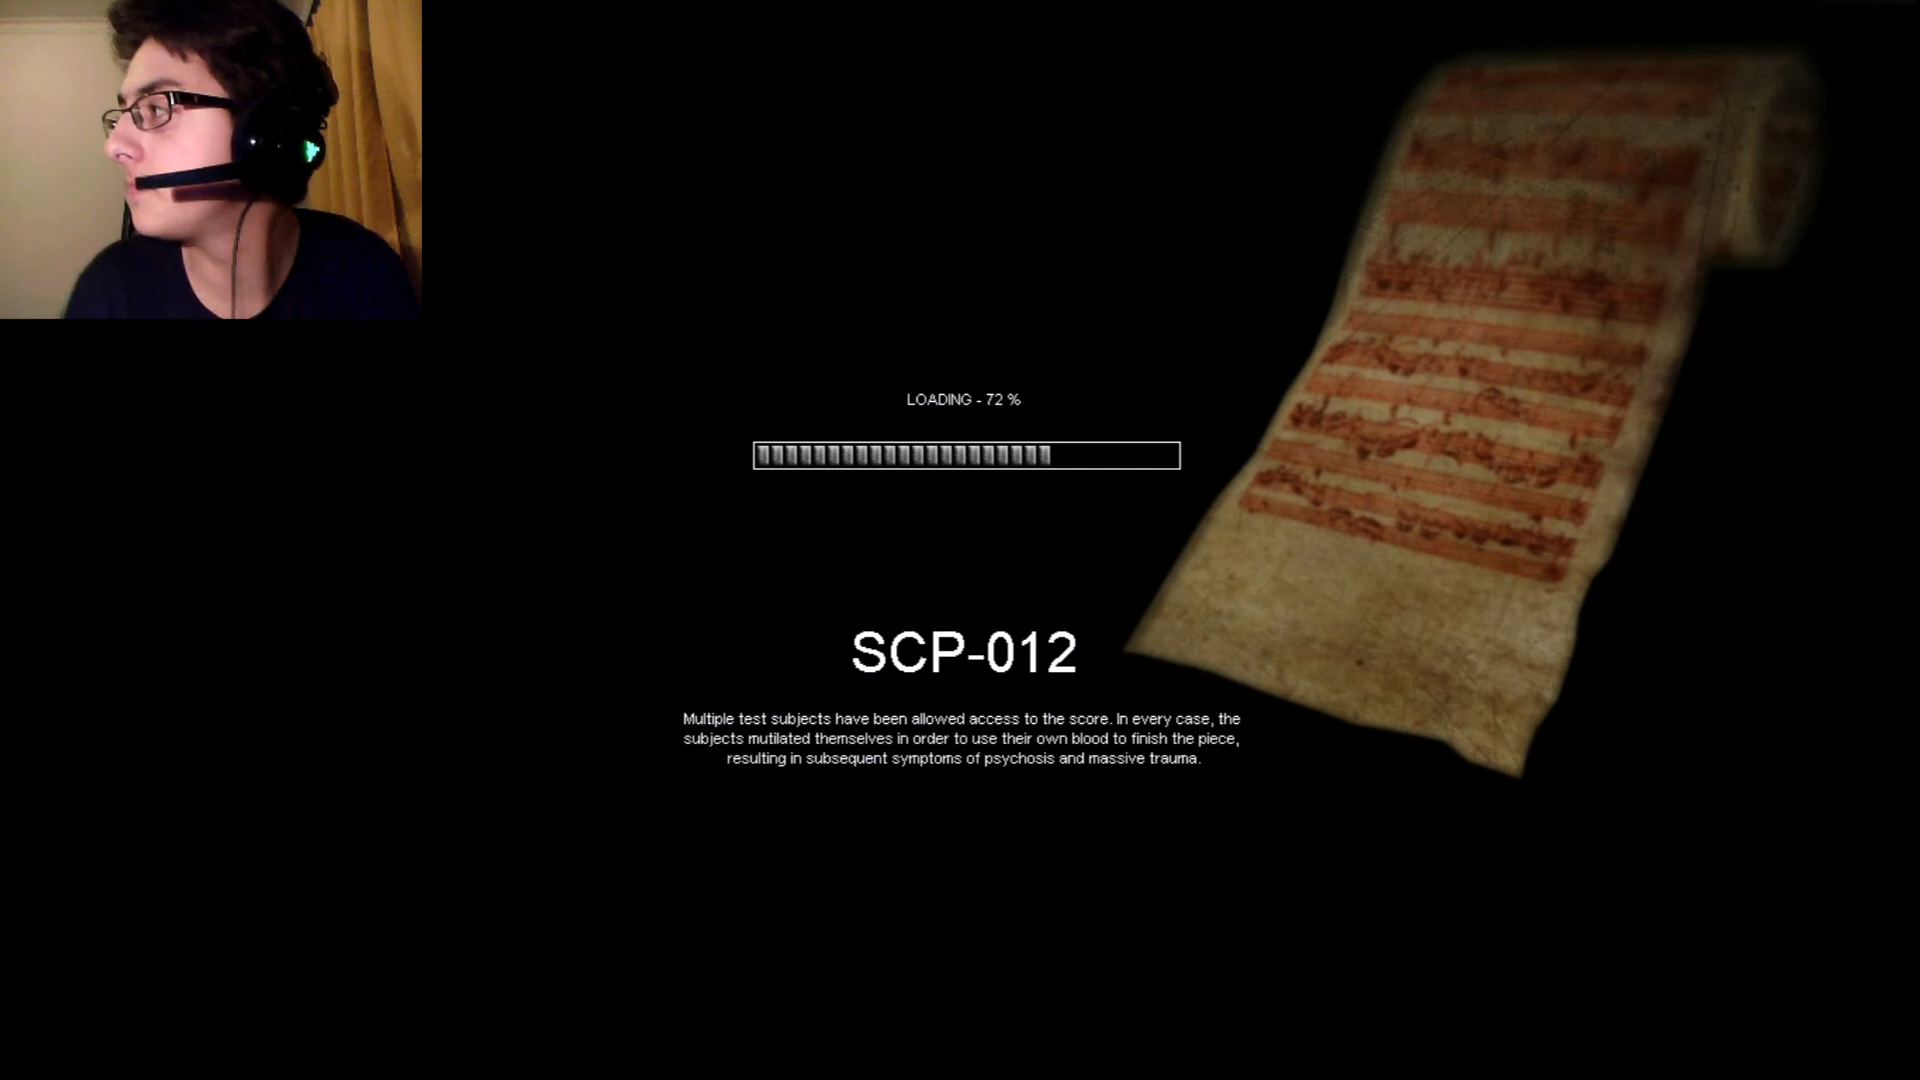 LOADING - 72 %
SCP-012
Multiple test subjects have been allowed access to the score. In every case, the
subjects mutilated themselves in order to use their own blood to finish the piece,
resulting in subsequent symptoms of psychosis and massive trauma.